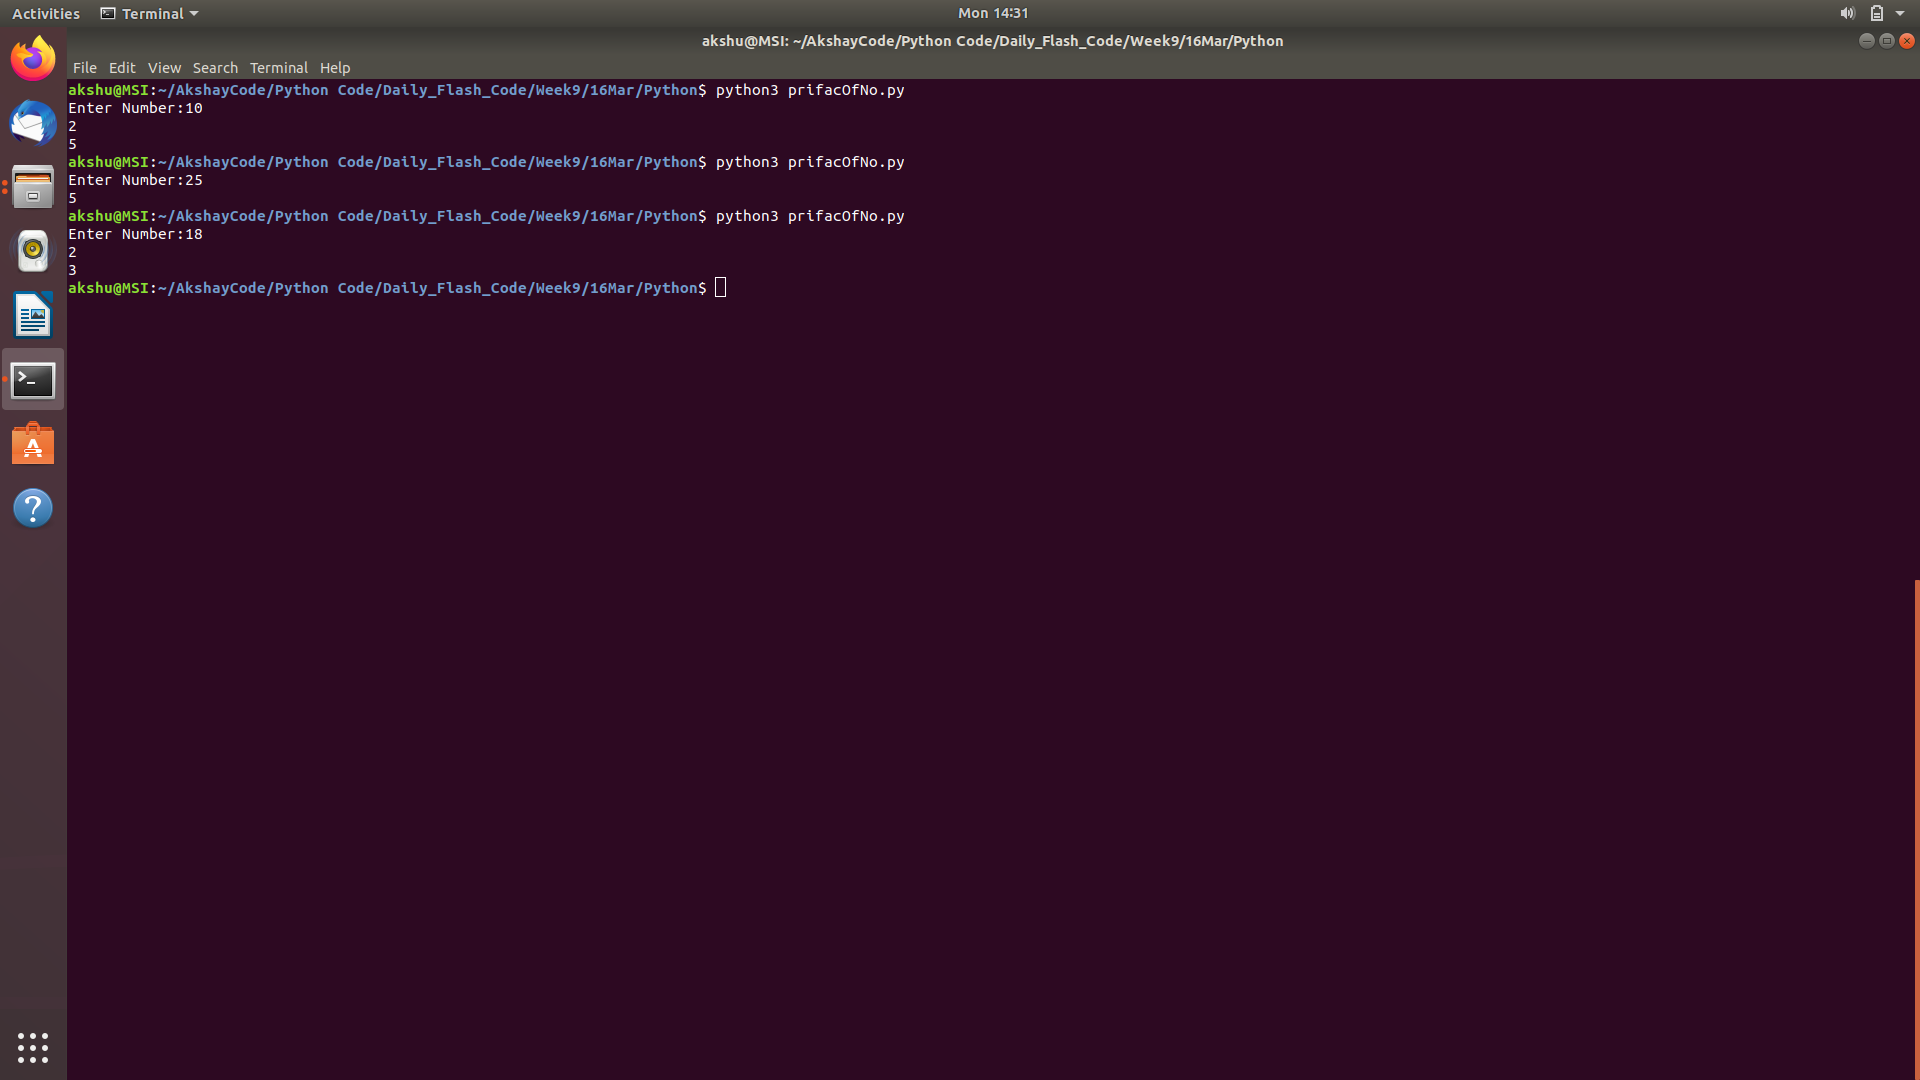 Activities Terminal Mon 14:31
akshu@MSI: ~/AkshayCode/Python Code/Daily_Flash_Code/Week9/16Mar/Python
File Edit View Search Terminal Help
akshu@MSI:~/AkshayCode/Python Code/Daily_Flash_Code/Week9/16Mar/Python$ python3 prifacOfNo.py
Enter Number:10
2
5
akshu@MSI:~/AkshayCode/Python Code/Daily_Flash_Code/Week9/16Mar/Python$ python3 prifacOfNo.py
Enter Number:25
5
akshu@MSI:~/AkshayCode/Python Code/Daily_Flash_Code/Week9/16Mar/Python$ python3 prifacOfNo.py
Enter Number:18
2
3
akshu@MSI:~/AkshayCode/Python Code/Daily_Flash_Code/Week9/16Mar/Python$